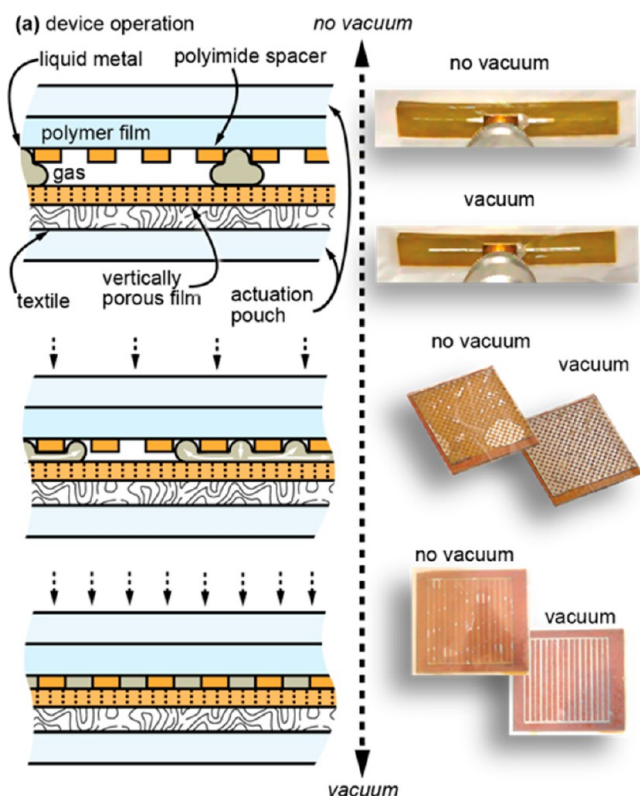 (a) device operation
no vacuum
liquid metal
polyimide spacer
polymer film
gas
textile
vertically
porous film
actuation
pouch
no vacuum
vacuum
no vacuum
vacuum
no vacuum
vacuum
vacuum